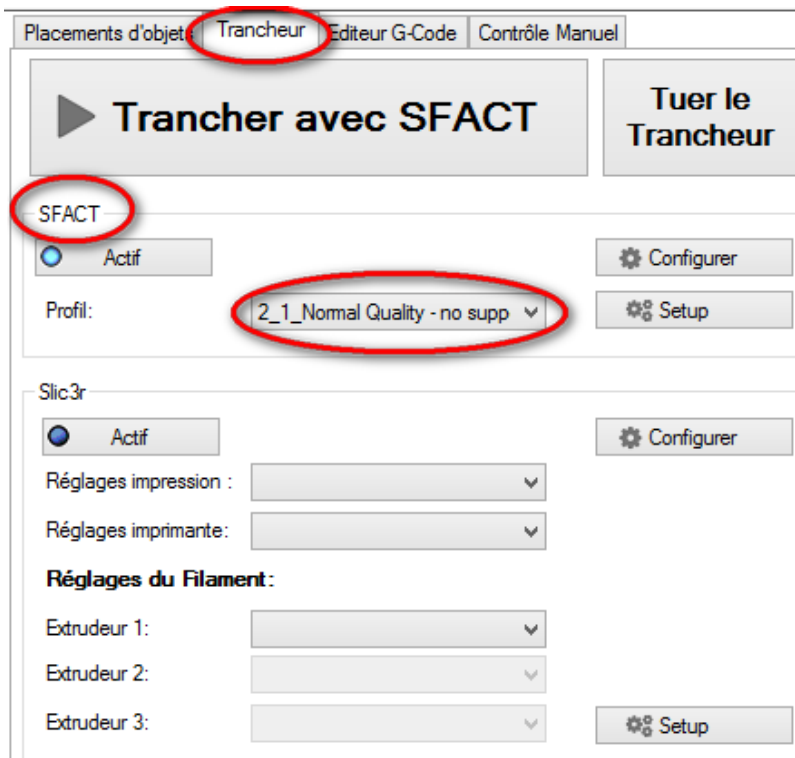 Placements d'objets Trancheur Editeur G-Code Contrôle Manuel
Trancher avec SFACT
Tuer le
Trancheur
SFACT
Actif Configurer
Profil: 2_1_Normal Quality - no supp Setup
Slic3r
Actif Configurer
Réglages impression :
Réglages imprimante:
Réglages du Filament:
Extrudeur 1:
Extrudeur 2:
Extrudeur 3: Setup